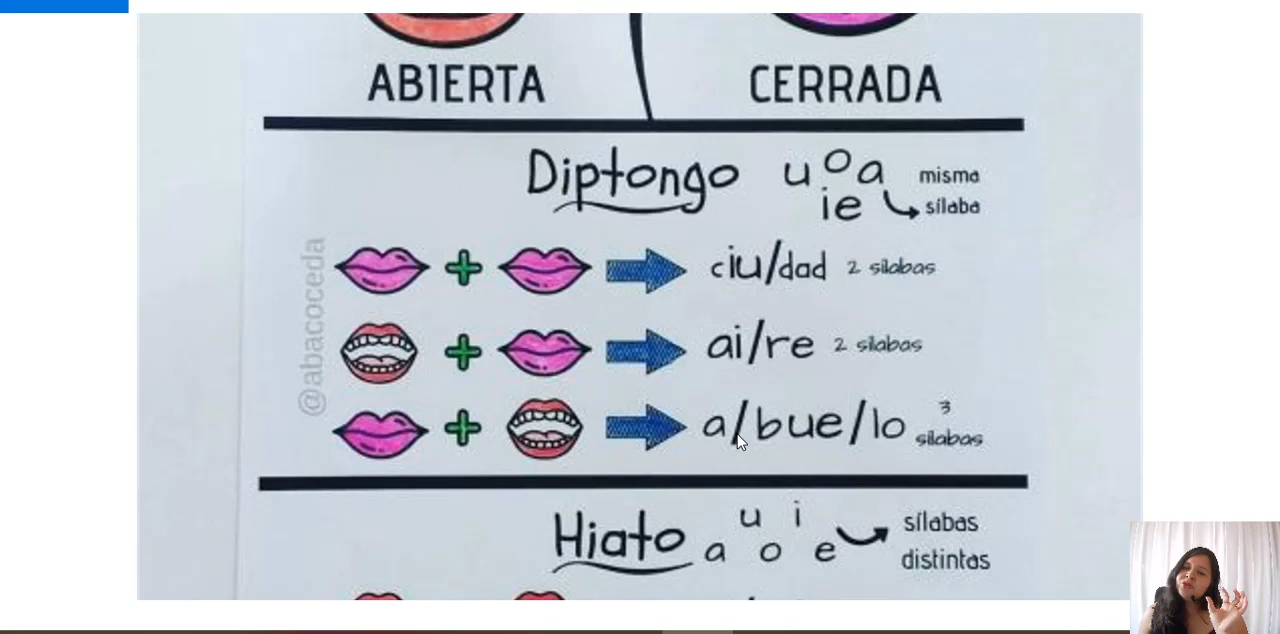 ABIERTA
CERRADA
Diptongo u o a misma
ie sílaba
@abacoceda
+ ciu/dad 2 sílabas
+ ai/re 2 sílabas
+ a/bue/lo 3
sílabas
Hiato u i sílabas
a o e distintas